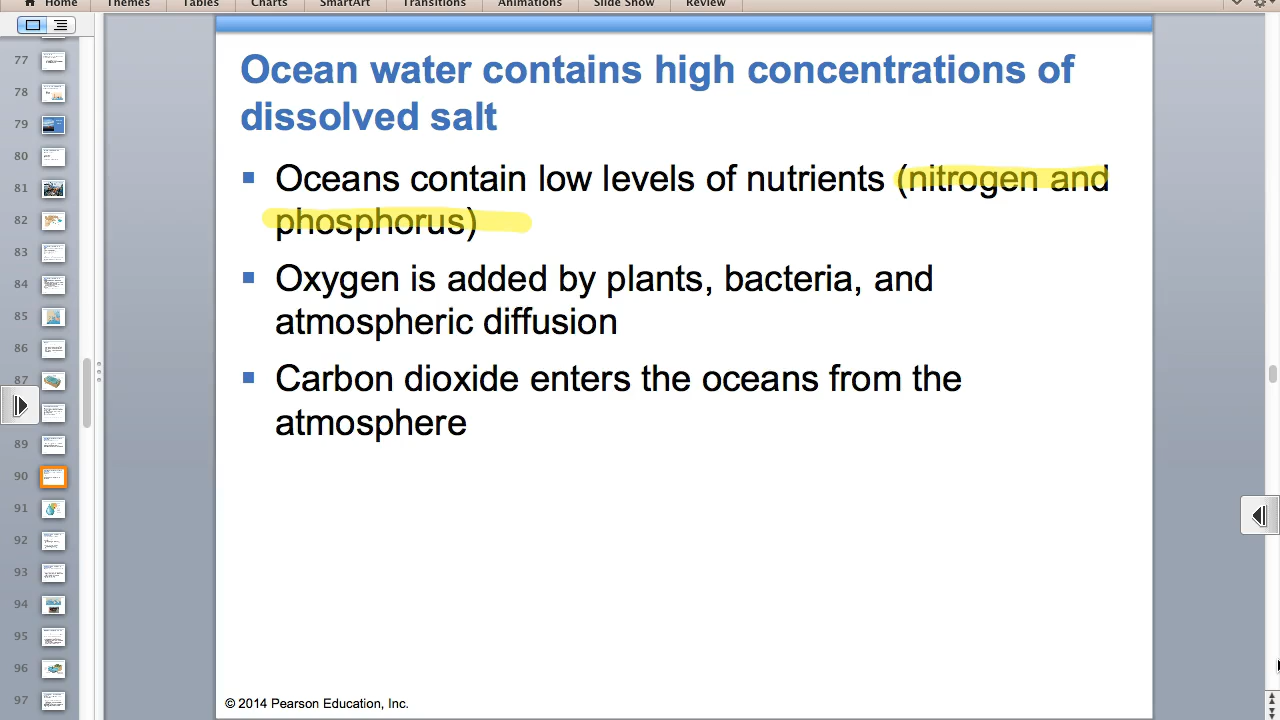 Home Themes Tables Charts SmartArt Transitions Animations Slide Show Review
77
78
79
80
81
82
83
84
85
86
87
89
90
91
92
93
94
95
96
97
Ocean water contains high concentrations of
dissolved salt
Oceans contain low levels of nutrients (nitrogen and
phosphorus)
Oxygen is added by plants, bacteria, and
atmospheric diffusion
Carbon dioxide enters the oceans from the
atmosphere
© 2014 Pearson Education, Inc.